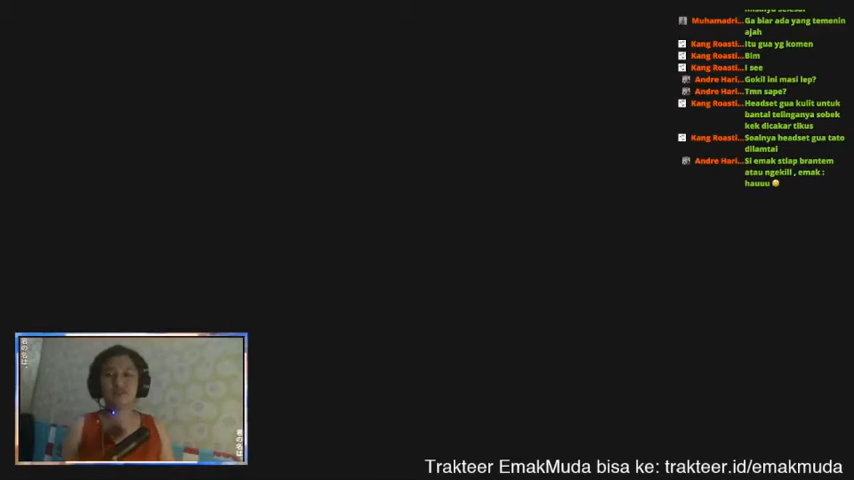 Muhamadri...Ga biar ada yang temenin
ajah
Kang Roasti...Itu gua yg komen
Kang Roasti...Bim
Kang Roasti...I see
Andre Hari...Gokil ini masi lep?
Andre Hari...Tmn sape?
Kang Roasti...Headset gua kulit untuk
bantal telinganya sobek
kek dicakar tikus
Kang Roasti...Soalnya headset gua tato
dilamtal
Andre Hari...Si emak stiap brantem
atau ngekill , emak :
hauuu 😅
Trakteer EmakMuda bisa ke: trakteer.id/emakmuda